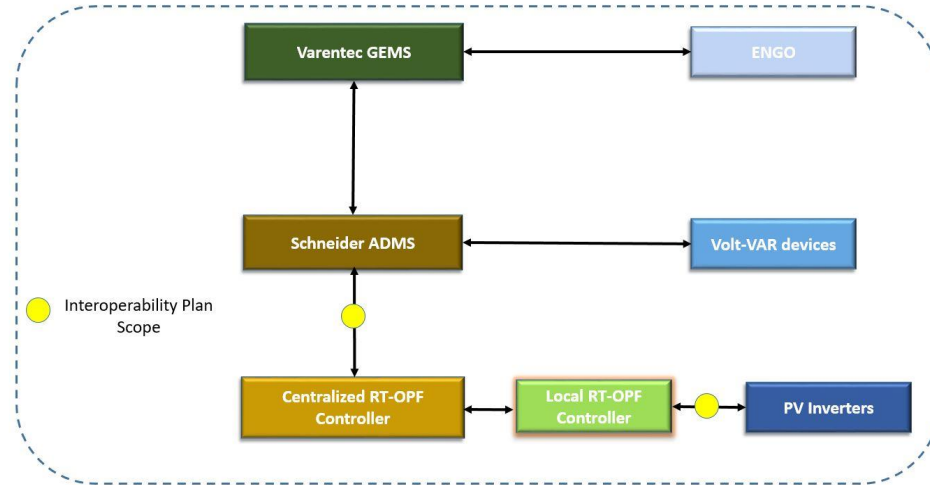 Varentec GEMS
ENGO
Schneider ADMS
Volt-VAR devices
Interoperability Plan
Scope
Centralized RT-OPF
Controller
Local RT-OPF
Controller
PV Inverters